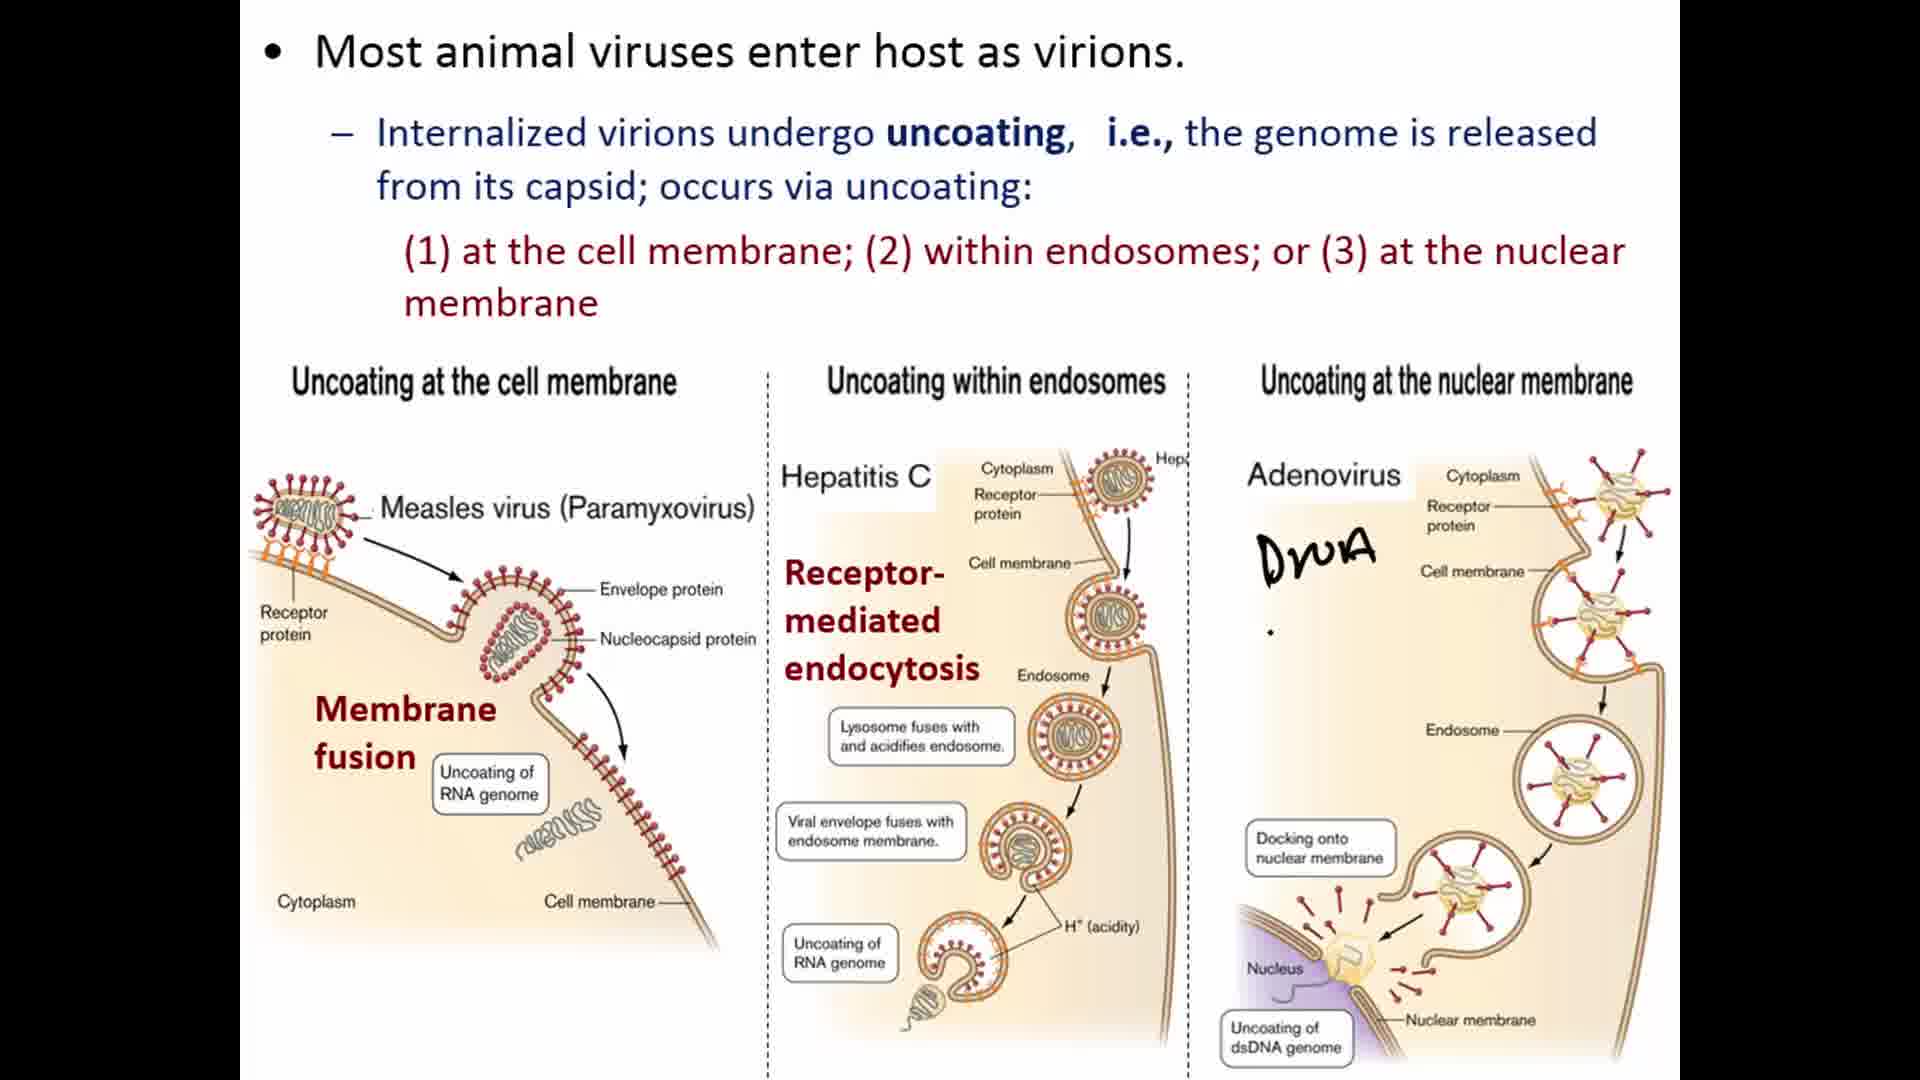 • Most animal viruses enter host as virions.
– Internalized virions undergo uncoating, i.e., the genome is released
from its capsid; occurs via uncoating:
(1) at the cell membrane; (2) within endosomes; or (3) at the nuclear
membrane
Uncoating at the cell membrane
Measles virus (Paramyxovirus)
Receptor
protein
Envelope protein
Nucleocapsid protein
Membrane
fusion
Uncoating of
RNA genome
Cytoplasm
Cell membrane
Uncoating within endosomes
Hepatitis C
Cytoplasm
Hepa
Receptor
protein
Cell membrane
Receptor-
mediated
endocytosis
Endosome
Lysosome fuses with
and acidifies endosome.
Viral envelope fuses with
endosome membrane.
H⁺ (acidity)
Uncoating of
RNA genome
Uncoating at the nuclear membrane
Adenovirus
Cytoplasm
Receptor
protein
DNA
Cell membrane
Endosome
Docking onto
nuclear membrane
Nucleus
Nuclear membrane
Uncoating of
dsDNA genome